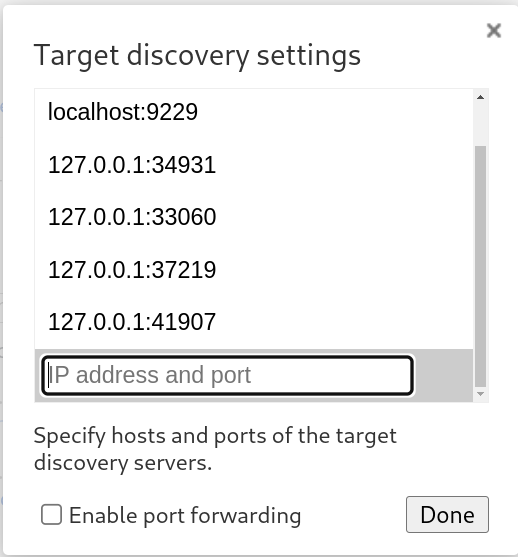 Target discovery settings
localhost:9229
127.0.0.1:34931
127.0.0.1:33060
127.0.0.1:37219
127.0.0.1:41907
IP address and port
Specify hosts and ports of the target
discovery servers.
Enable port forwarding
Done